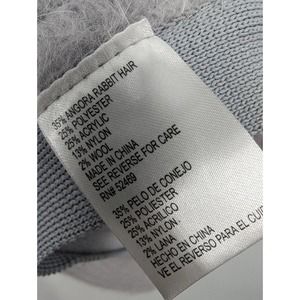 35% ANGORA RABBIT HAIR
25% POLYESTER
25% ACRYLIC
13% NYLON
2% WOOL
MADE IN CHINA
SEE REVERSE FOR CARE
RN# 52469
35% PELO DE CONEJO
25% POLIESTER
25% ACRILICO
13% NYLON
2% LANA
HECHO EN CHINA
VE EL REVERSO PARA EL CUID